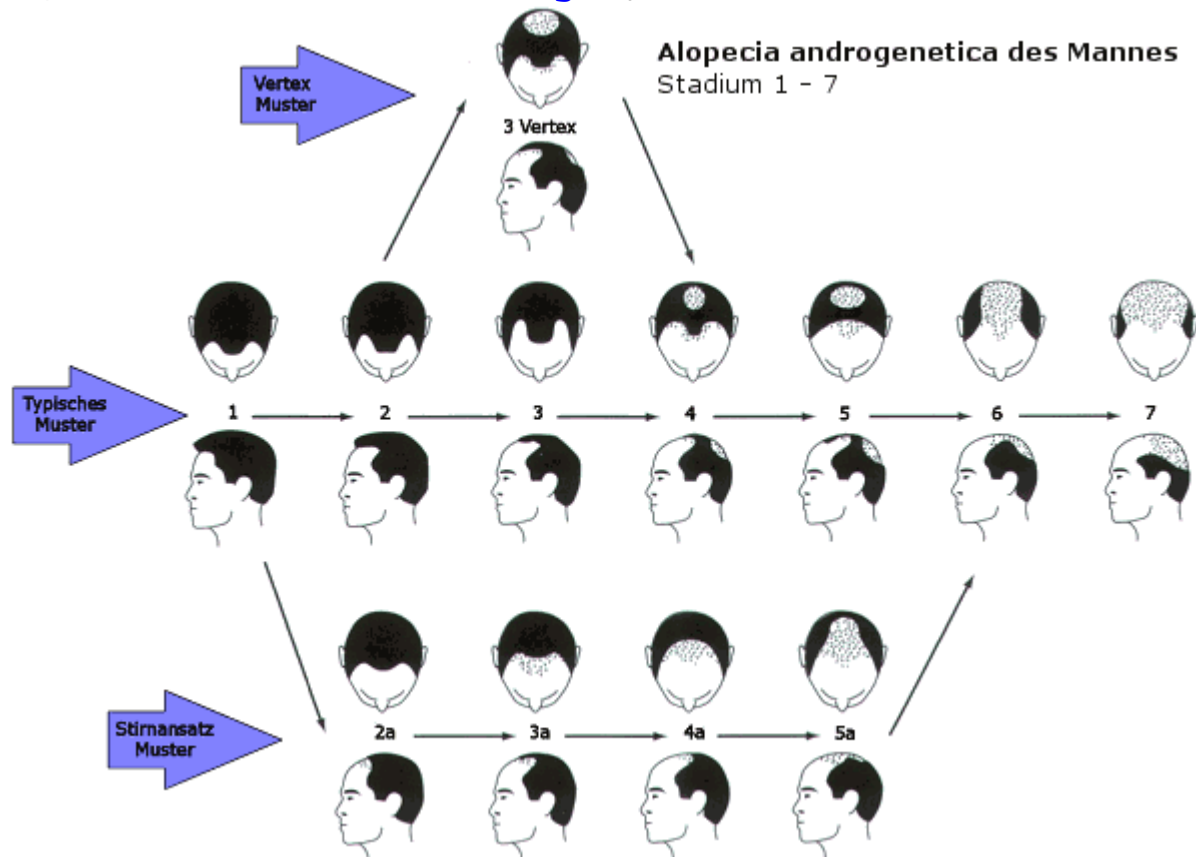 Alopecia androgenetica des Mannes
Stadium 1 - 7
Vertex
Muster
3 Vertex
Typisches
Muster
1 2 3 4 5 6 7
Stirnansatz
Muster
2a 3a 4a 5a